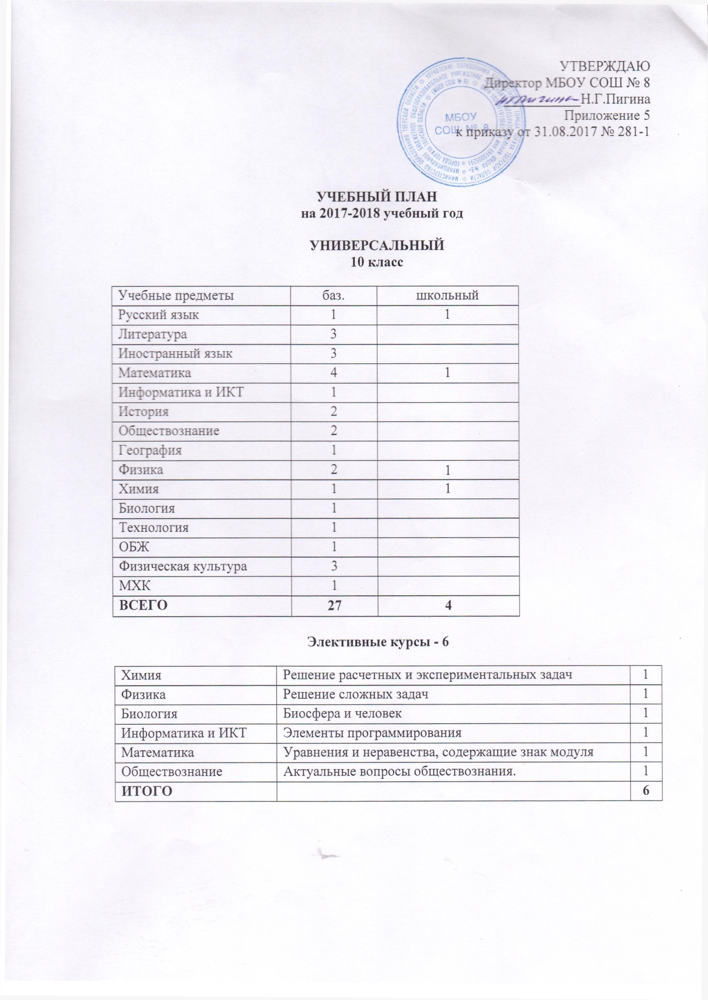 УТВЕРЖДАЮ
Директор МБОУ СОШ № 8
Н.Г.Пигина
Приложение 5
к приказу от 31.08.2017 № 281-1
МБОУ
СОШ № 8
УЧЕБНЫЙ ПЛАН
на 2017-2018 учебный год
УНИВЕРСАЛЬНЫЙ
10 класс
Учебные предметы баз. школьный
Русский язык 1 1
Литература 3
Иностранный язык 3
Математика 4 1
Информатика и ИКТ 1
История 2
Обществознание 2
География 1
Физика 2 1
Химия 1 1
Биология 1
Технология 1
ОБЖ 1
Физическая культура 3
МХК 1
ВСЕГО 27 4
Элективные курсы - 6
Химия Решение расчетных и экспериментальных задач 1
Физика Решение сложных задач 1
Биология Биосфера и человек 1
Информатика и ИКТ Элементы программирования 1
Математика Уравнения и неравенства, содержащие знак модуля 1
Обществознание Актуальные вопросы обществознания. 1
ИТОГО 6